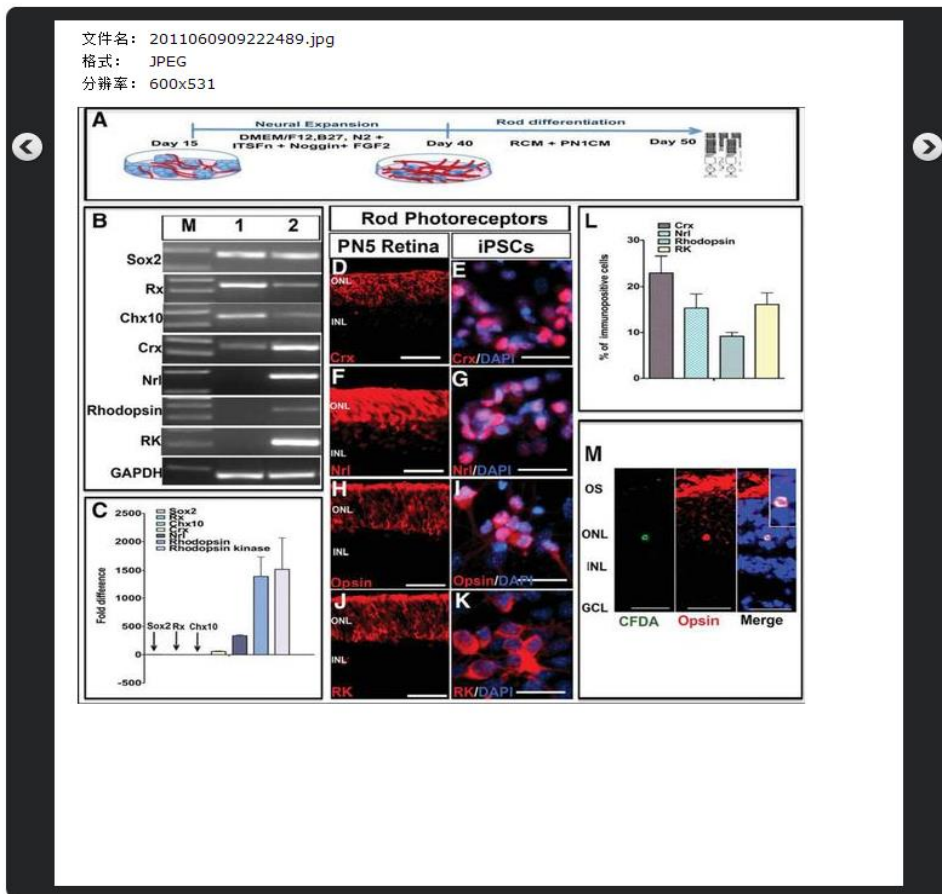 文件名： 2011060909222489.jpg
格式： JPEG
分辨率： 600x531
A
Neural Expansion
Rod differentiation
Day 15
DMEM/F12,B27, N2 +
ITSFn + Noggin+ FGF2
Day 40
RCM + PN1CM
Day 50
B
M 1 2
Sox2
Rx
Chx10
Crx
Nrl
Rhodopsin
RK
GAPDH
C
Sox2
Rx
Chx10
Crx
Nrl
Rhodopsin
Rhodopsin kinase
Fold difference
2500
2000
1500
1000
500
0
-500
Sox2 Rx Chx10
Rod Photoreceptors
PN5 Retina iPSCs
D
ONL
INL
Crx
E
Crx/DAPI
F
ONL
INL
Nrl
G
Nrl/DAPI
H
ONL
INL
Opsin
I
Opsin/DAPI
J
ONL
INL
RK
K
RK/DAPI
L
Crx
Nrl
Rhodopsin
RK
% of immunopositive cells
30
20
10
0
M
OS
ONL
INL
GCL
CFDA Opsin Merge